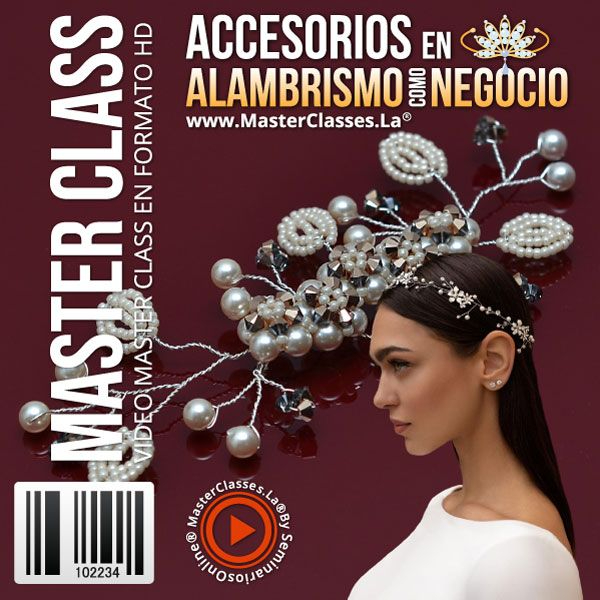 MASTER CLASS
VIDEO MASTER CLASS EN FORMATO HD
ACCESORIOS EN
ALAMBRISMO COMO NEGOCIO
www.MasterClasses.La®
MasterClasses.La® By SeminariosOnline®
102234